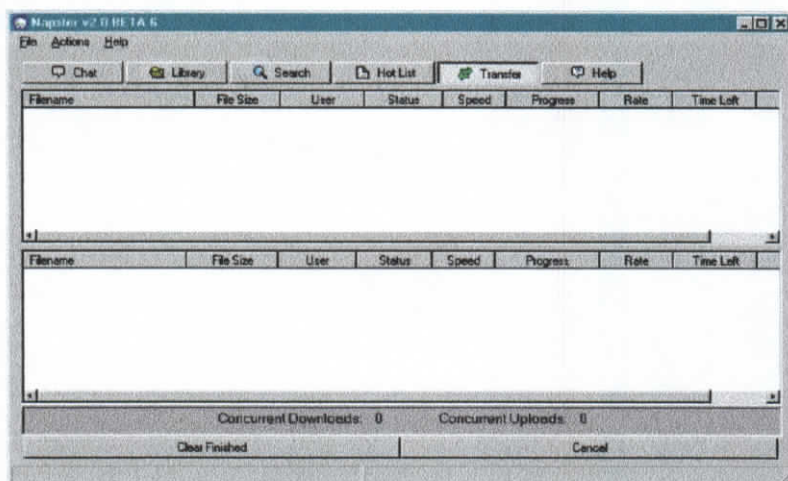 Napster v2.0 BETA 6
File Actions Help
Chat Library Search Hot List Transfer Help
Filename File Size User Status Speed Progress Rate Time Left
Filename File Size User Status Speed Progress Rate Time Left
Concurrent Downloads: 0 Concurrent Uploads: 0
Clear Finished Cancel